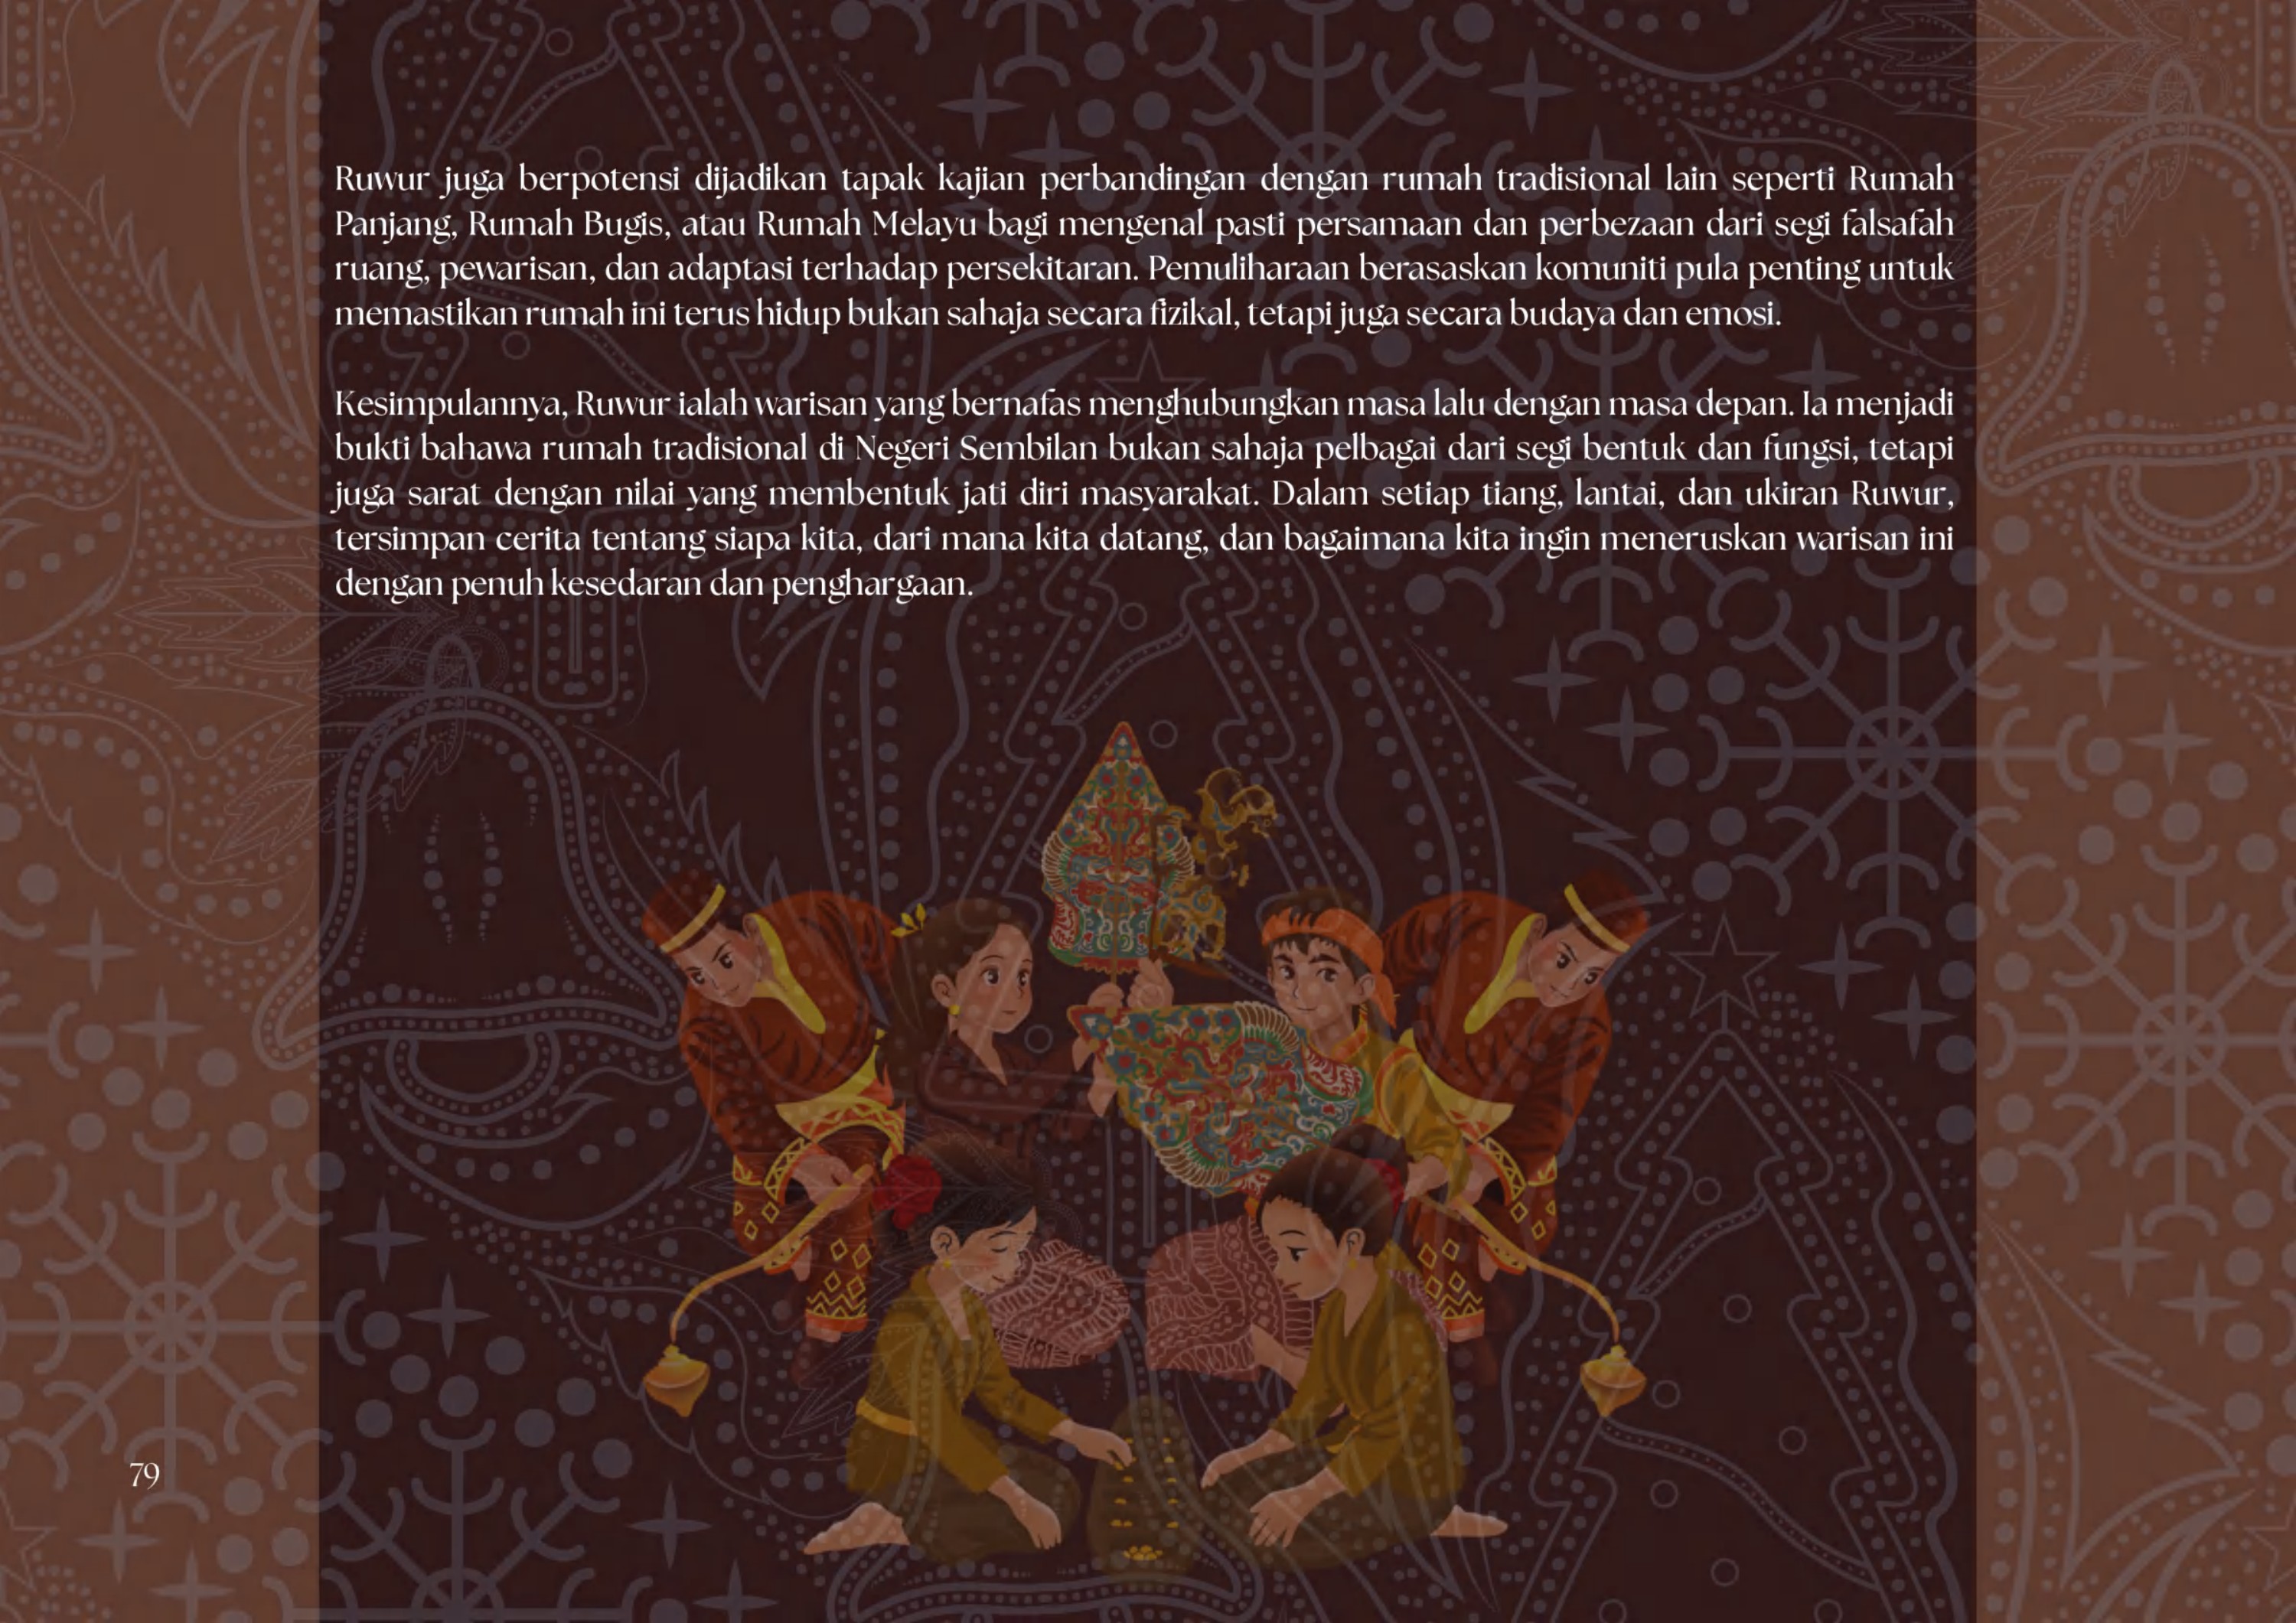 Ruwur juga berpotensi dijadikan tapak kajian perbandingan dengan rumah tradisional lain seperti Rumah
Panjang, Rumah Bugis, atau Rumah Melayu bagi mengenal pasti persamaan dan perbezaan dari segi falsafah
ruang, pewarisan, dan adaptasi terhadap persekitaran. Pemuliharaan berasaskan komuniti pula penting untuk
memastikan rumah ini terus hidup bukan sahaja secara fizikal, tetapi juga secara budaya dan emosi.
Kesimpulannya, Ruwur ialah warisan yang bernafas menghubungkan masa lalu dengan masa depan. Ia menjadi
bukti bahawa rumah tradisional di Negeri Sembilan bukan sahaja pelbagai dari segi bentuk dan fungsi, tetapi
juga sarat dengan nilai yang membentuk jati diri masyarakat. Dalam setiap tiang, lantai, dan ukiran Ruwur,
tersimpan cerita tentang siapa kita, dari mana kita datang, dan bagaimana kita ingin meneruskan warisan ini
dengan penuh kesedaran dan penghargaan.
79